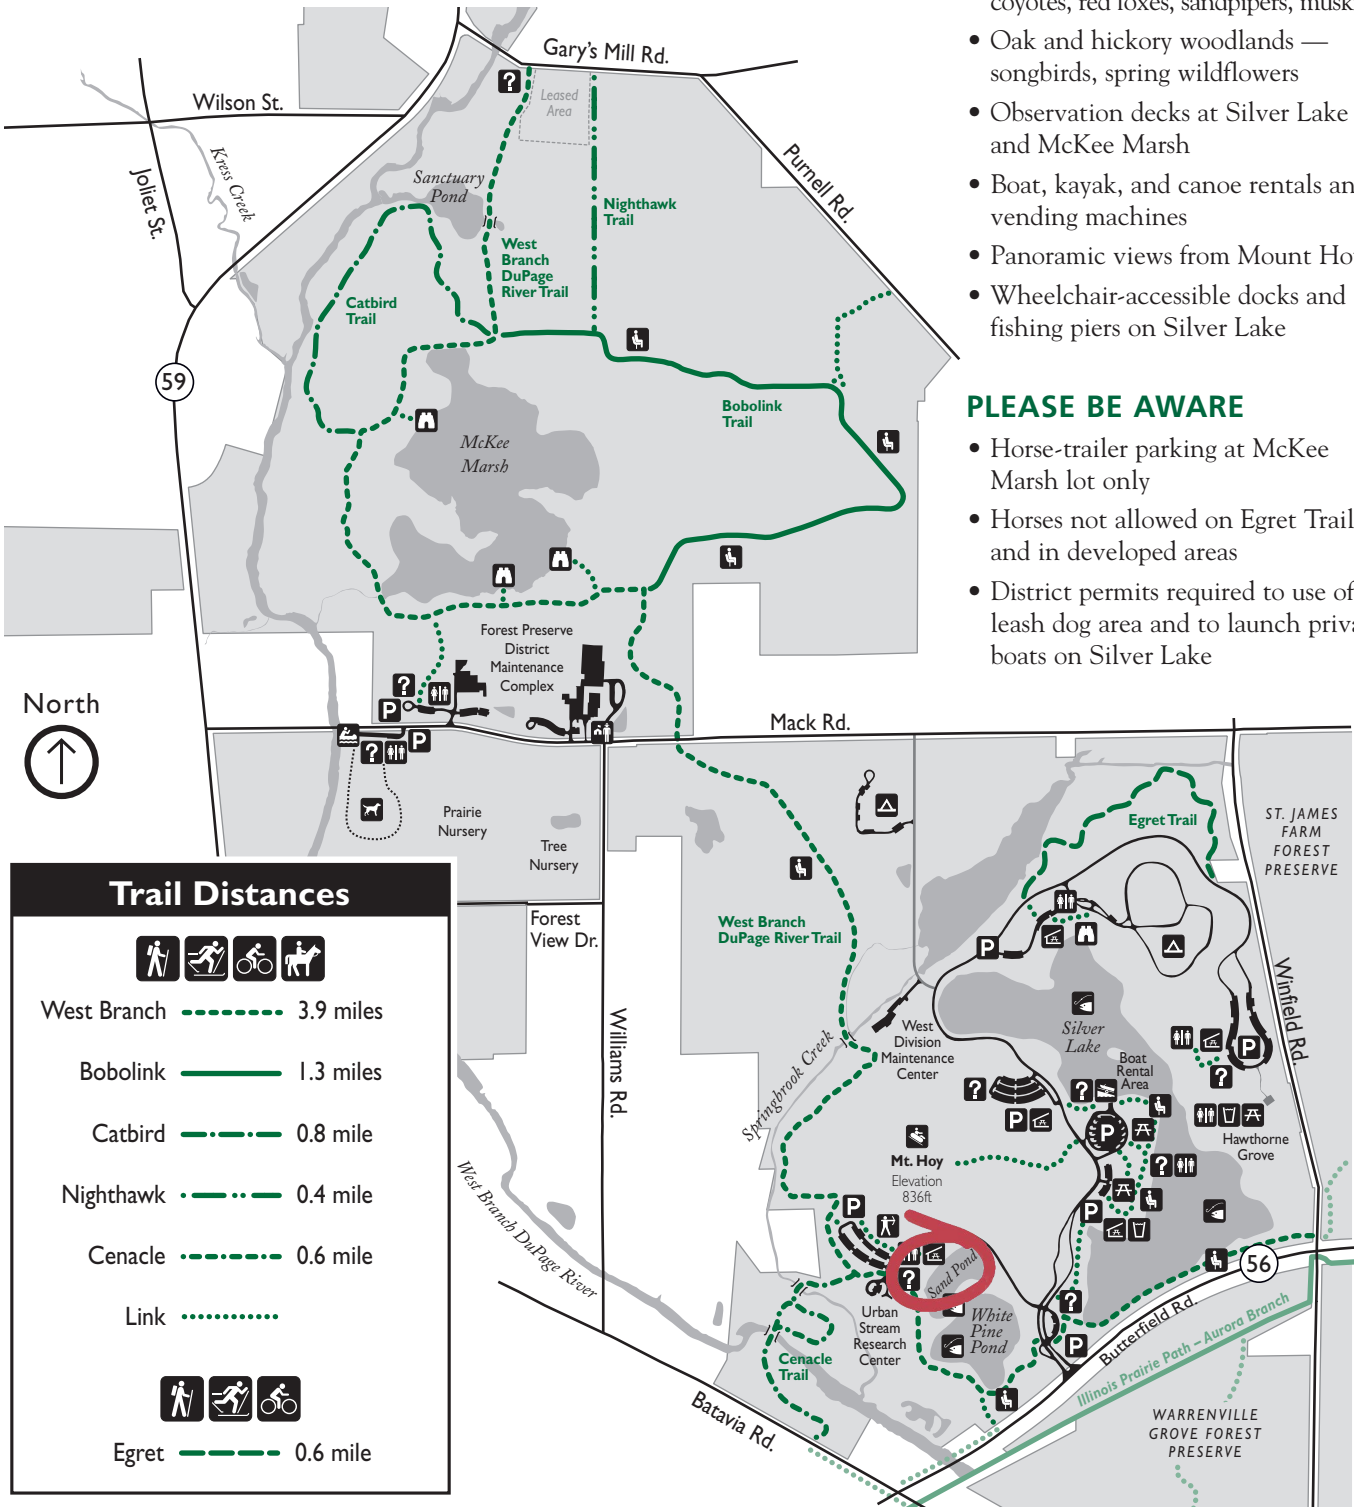 coyotes, red foxes, sandpipers, musk
• Oak and hickory woodlands —
songbirds, spring wildflowers
• Observation decks at Silver Lake
and McKee Marsh
• Boat, kayak, and canoe rentals an
vending machines
• Panoramic views from Mount Ho
• Wheelchair-accessible docks and
fishing piers on Silver Lake
PLEASE BE AWARE
• Horse-trailer parking at McKee
Marsh lot only
• Horses not allowed on Egret Trail
and in developed areas
• District permits required to use of
leash dog area and to launch priva
boats on Silver Lake
Gary's Mill Rd.
?
Leased
Area
Wilson St.
Kress Creek
Joliet St.
Purnell Rd.
Sanctuary
Pond
Nighthawk
Trail
West
Branch
DuPage
River Trail
Catbird
Trail
59
Bobolink
Trail
McKee
Marsh
Forest Preserve
District
Maintenance
Complex
?
P
North
Mack Rd.
P
?
Prairie
Nursery
Tree
Nursery
Egret Trail
ST. JAMES
FARM
FOREST
PRESERVE
Forest
View Dr.
West Branch
DuPage River Trail
P
Winfield Rd.
Williams Rd.
Springbrook Creek
West
Division
Maintenance
Center
Silver
Lake
Boat
Rental
Area
P
?
?
?
P
P
Hawthorne
Grove
Mt. Hoy
Elevation
836ft
?
P
P
West Branch DuPage River
?
Sand Pond
56
Urban
Stream
Research
Center
White
Pine
Pond
?
P
Butterfield Rd.
Illinois Prairie Path – Aurora Branch
Cenacle
Trail
Batavia Rd.
WARRENVILLE
GROVE FOREST
PRESERVE
Trail Distances
West Branch 3.9 miles
Bobolink 1.3 miles
Catbird 0.8 mile
Nighthawk 0.4 mile
Cenacle 0.6 mile
Link
Egret 0.6 mile